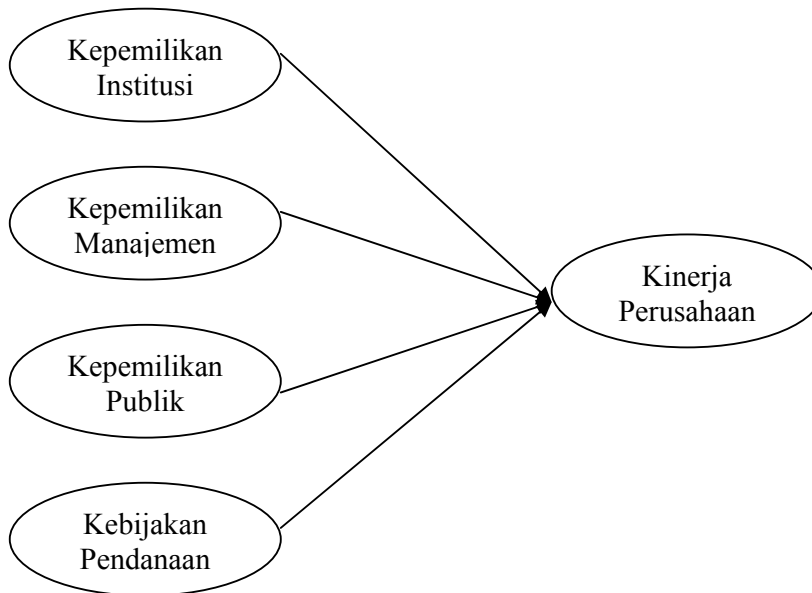 Kepemilikan
Institusi
Kepemilikan
Manajemen
Kepemilikan
Publik
Kebijakan
Pendanaan
Kinerja
Perusahaan